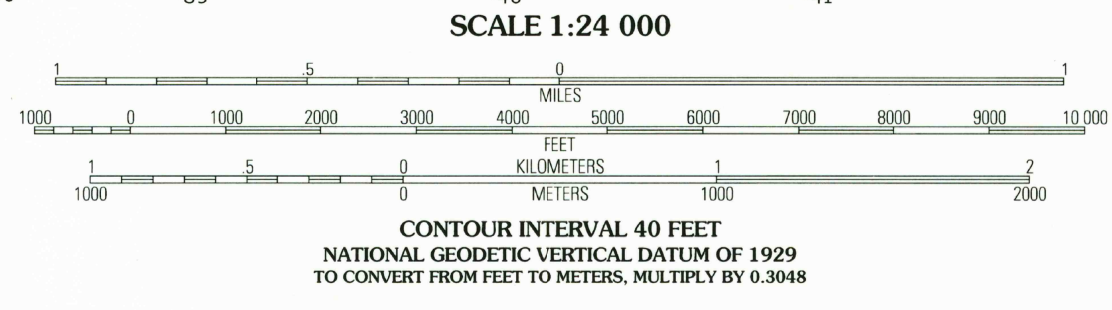 SCALE 1:24 000
1 .5 0 1
MILES
1000 0 1000 2000 3000 4000 5000 6000 7000 8000 9000 10 000
FEET
1 .5 0 KILOMETERS 1 2
1000 0 METERS 1000 2000
CONTOUR INTERVAL 40 FEET
NATIONAL GEODETIC VERTICAL DATUM OF 1929
TO CONVERT FROM FEET TO METERS, MULTIPLY BY 0.3048